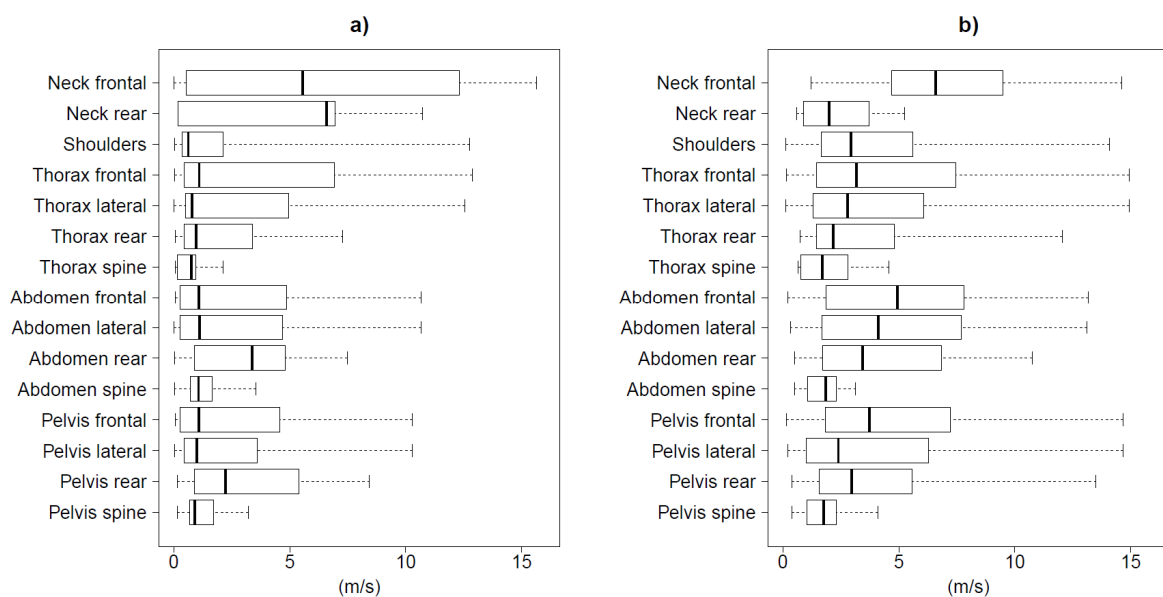 a)
Neck frontal
Neck rear
Shoulders
Thorax frontal
Thorax lateral
Thorax rear
Thorax spine
Abdomen frontal
Abdomen lateral
Abdomen rear
Abdomen spine
Pelvis frontal
Pelvis lateral
Pelvis rear
Pelvis spine
0 5 10 15
(m/s)
b)
Neck frontal
Neck rear
Shoulders
Thorax frontal
Thorax lateral
Thorax rear
Thorax spine
Abdomen frontal
Abdomen lateral
Abdomen rear
Abdomen spine
Pelvis frontal
Pelvis lateral
Pelvis rear
Pelvis spine
0 5 10 15
(m/s)